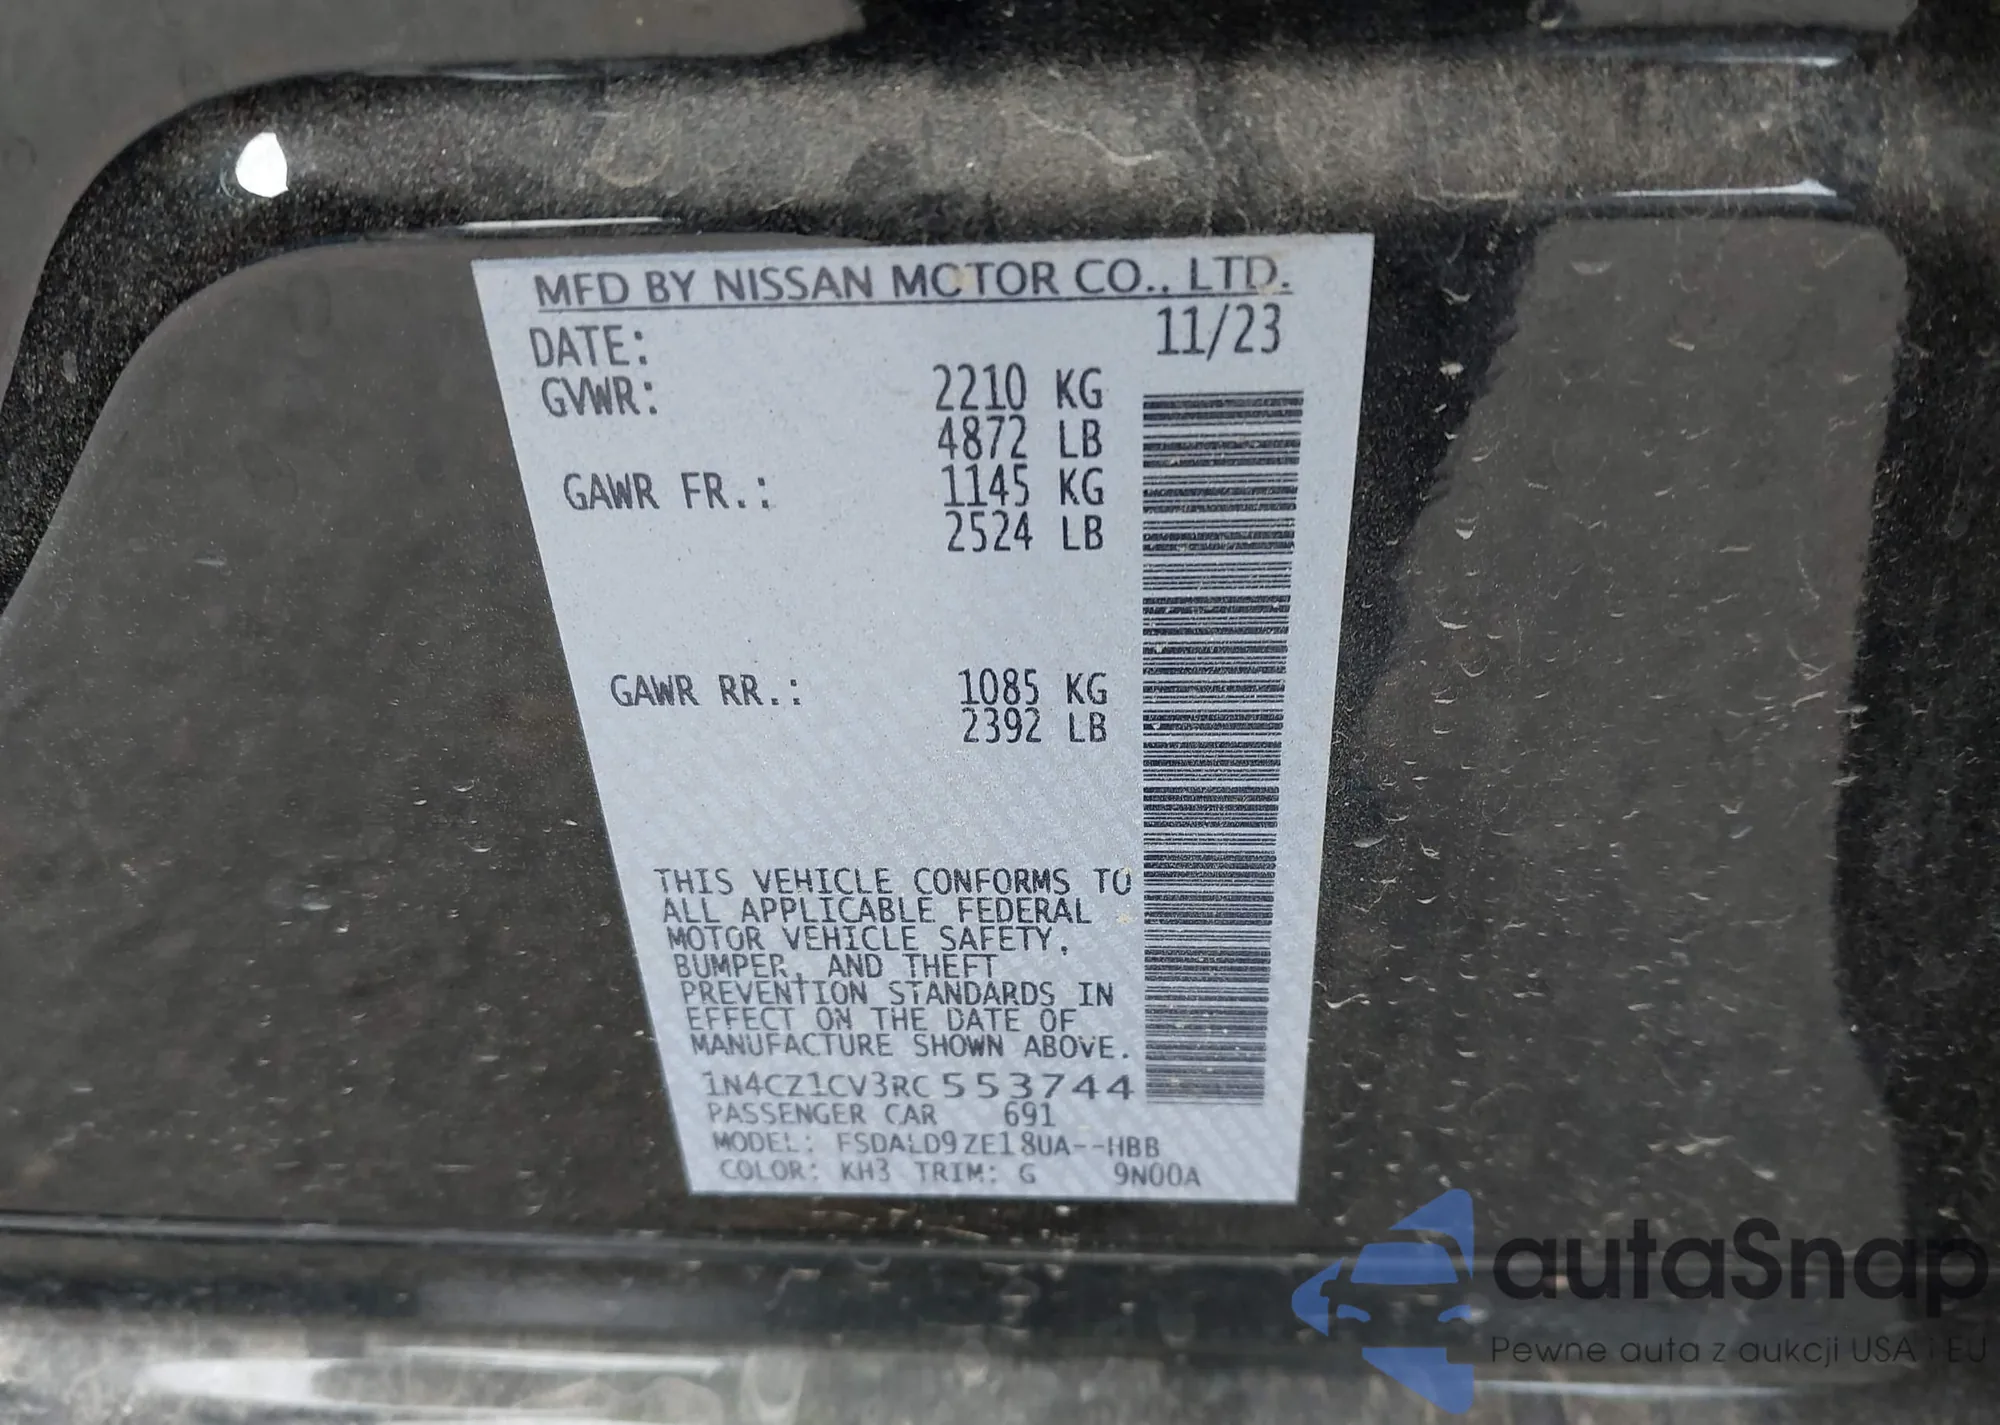 MFD BY NISSAN MOTOR CO., LTD.
DATE: 11/23
GVWR: 2210 KG
4872 LB
GAWR FR.: 1145 KG
2524 LB
GAWR RR.: 1085 KG
2392 LB
THIS VEHICLE CONFORMS TO
ALL APPLICABLE FEDERAL
MOTOR VEHICLE SAFETY,
BUMPER, AND THEFT
PREVENTION STANDARDS IN
EFFECT ON THE DATE OF
MANUFACTURE SHOWN ABOVE.
1N4CZ1CV3RC553744
PASSENGER CAR 691
MODEL: FSDALD9ZE18UA--HBB
COLOR: KH3 TRIM: G 9N00A
autaSnap
Pewne auta z aukcji USA i EU